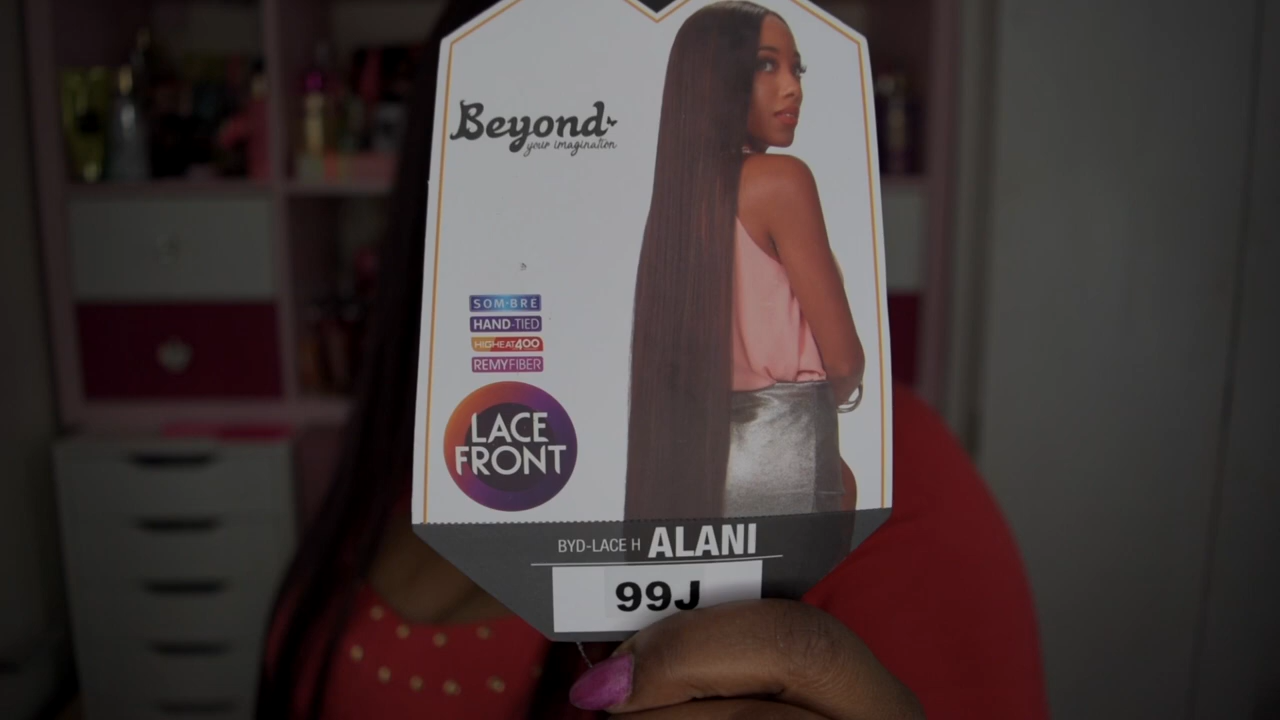 Beyond
your imagination
SOM·BRE
HAND-TIED
HIGHEAT400
REMYFIBER
LACE
FRONT
BYD-LACE H ALANI
99J